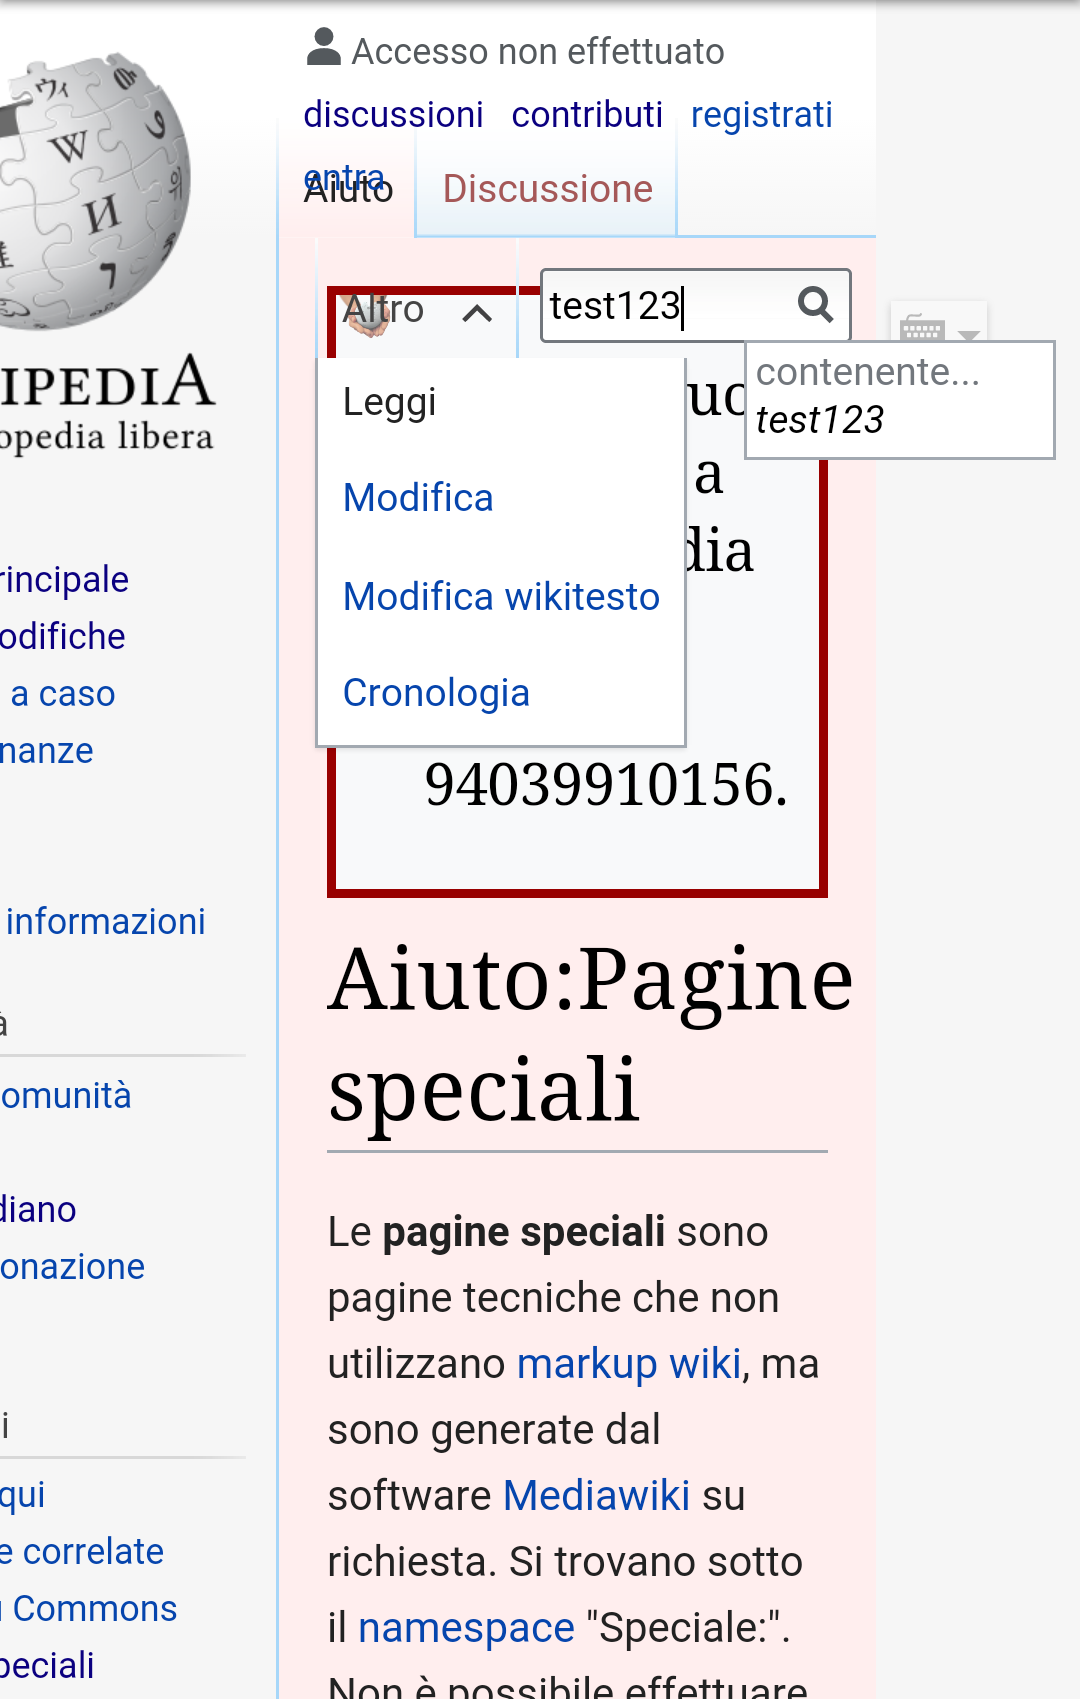 Accesso non effettuato
discussioni contributi registrati
entra
Aiuto Discussione
Altro
test123
contenente...
test123
Leggi
Modifica
Modifica wikitesto
Cronologia
a
94039910156.
IPEDIA
opedia libera
rincipale
odifiche
a caso
nanze
informazioni
à
omunità
diano
onazione
i
qui
e correlate
Commons
peciali
Aiuto:Pagine
speciali
Le pagine speciali sono
pagine tecniche che non
utilizzano markup wiki, ma
sono generate dal
software Mediawiki su
richiesta. Si trovano sotto
il namespace "Speciale:".
Non è possibile effettuare